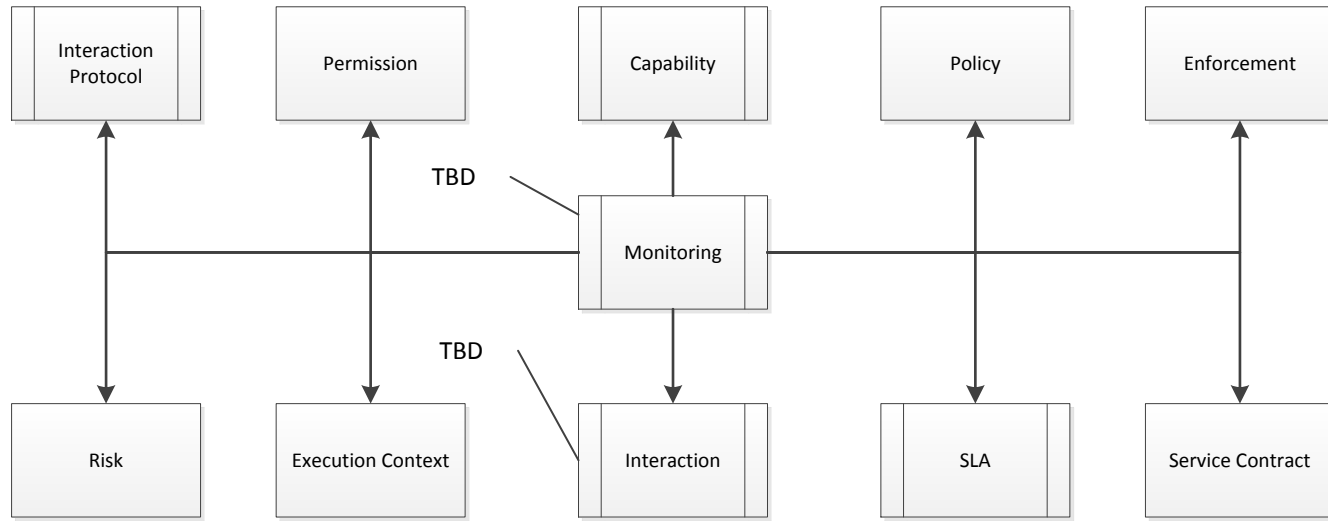 Interaction
Protocol
Permission
Capability
Policy
Enforcement
TBD
Monitoring
TBD
Risk
Execution Context
Interaction
SLA
Service Contract